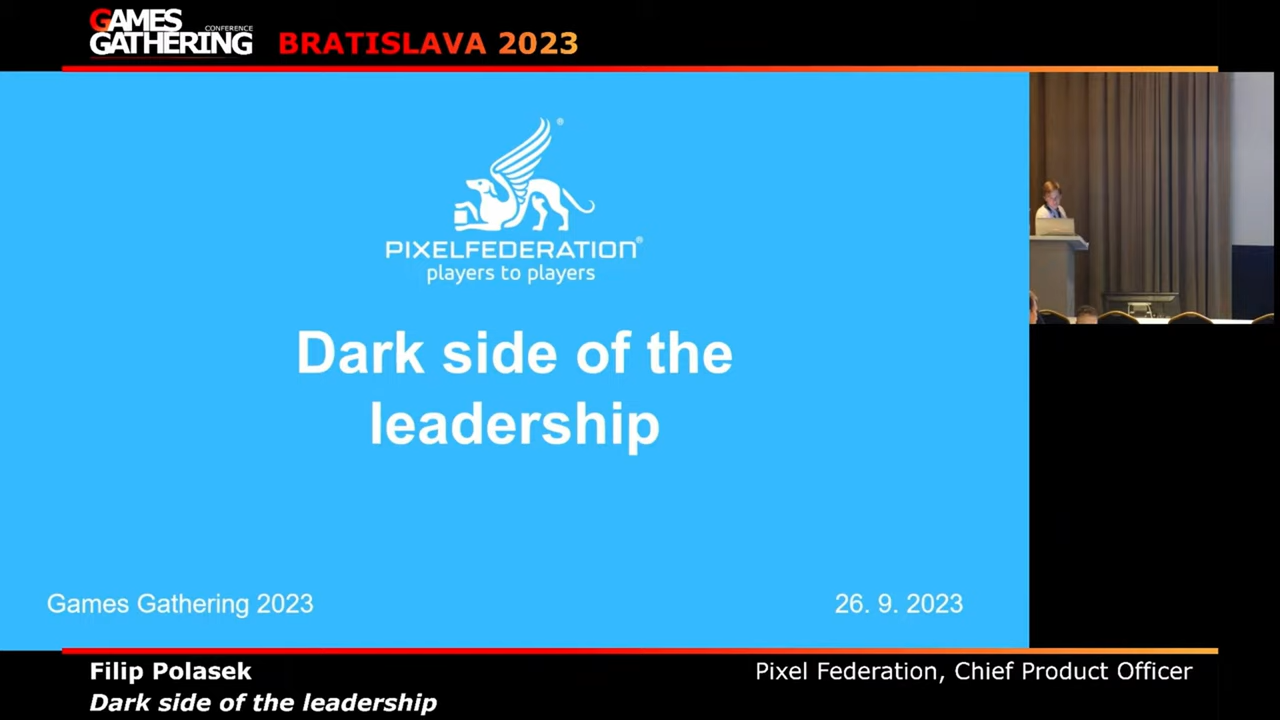 GAMES
CONFERENCE
GATHERING
BRATISLAVA 2023
PIXELFEDERATION®
players to players
Dark side of the
leadership
Games Gathering 2023
26. 9. 2023
Filip Polasek
Pixel Federation, Chief Product Officer
Dark side of the leadership